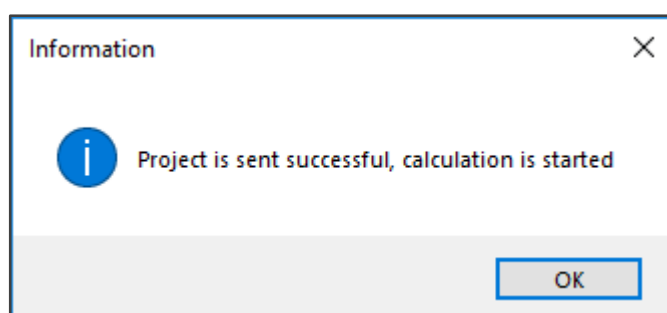 Information
Project is sent successful, calculation is started
OK